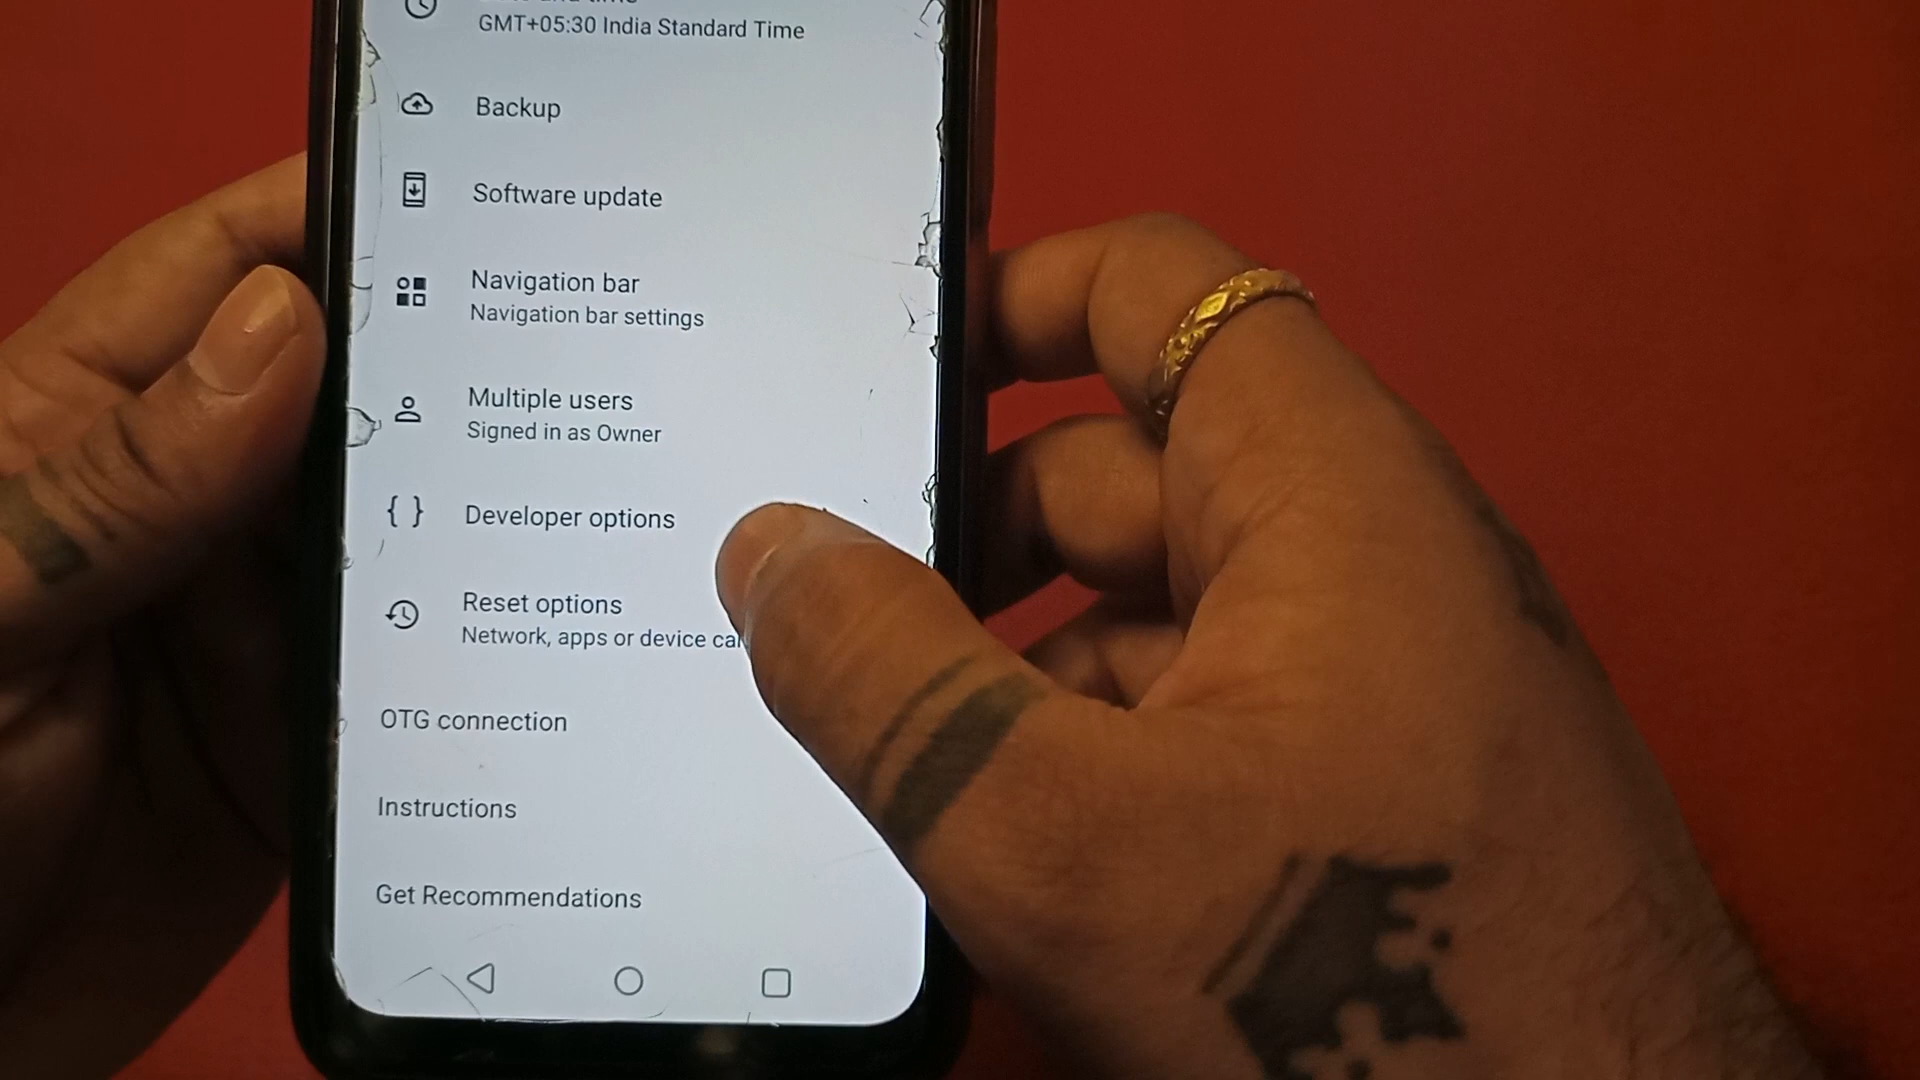 GMT+05:30 India Standard Time
Backup
Software update
Navigation bar
Navigation bar settings
Multiple users
Signed in as Owner
Developer options
Reset options
Network, apps or device
OTG connection
Instructions
Get Recommendations